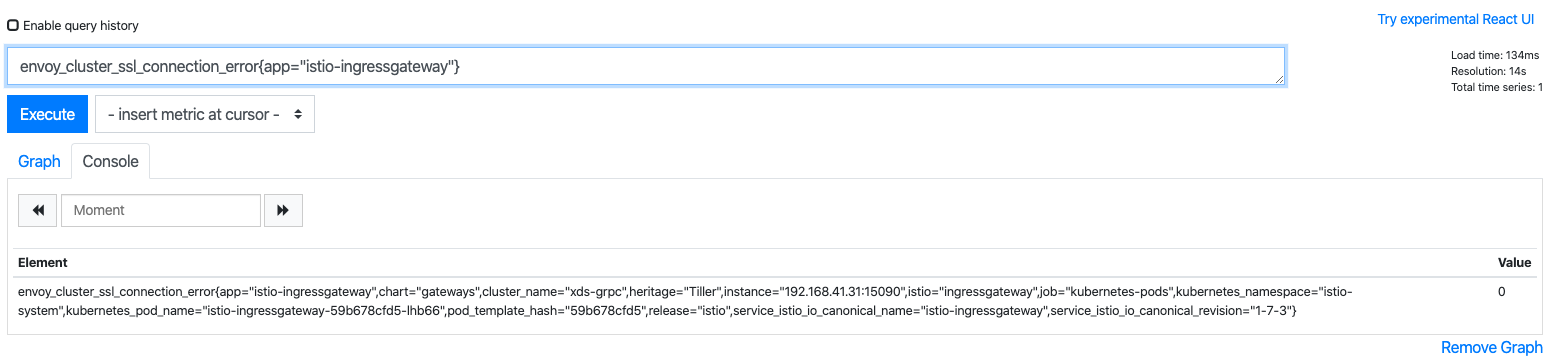 Enable query history
Try experimental React UI
envoy_cluster_ssl_connection_error{app="istio-ingressgateway"}
Load time: 134ms
Resolution: 14s
Total time series: 1
Execute
- insert metric at cursor -
Graph
Console
Moment
Element
Value
envoy_cluster_ssl_connection_error{app="istio-ingressgateway",chart="gateways",cluster_name="xds-grpc",heritage="Tiller",instance="192.168.41.31:15090",istio="ingressgateway",job="kubernetes-pods",kubernetes_namespace="istio-
0
system",kubernetes_pod_name="istio-ingressgateway-59b678cfd5-lhb66",pod_template_hash="59b678cfd5",release="istio",service_istio_io_canonical_name="istio-ingressgateway",service_istio_io_canonical_revision="1-7-3"}
Remove Graph